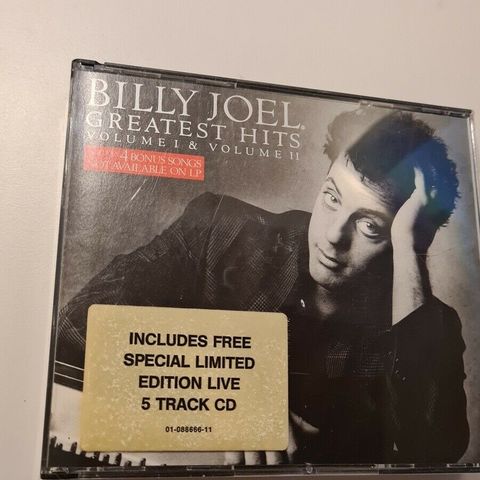 BILLY JOEL®
GREATEST HITS
VOLUME I & VOLUME II
4 BONUS SONGS
NOT AVAILABLE ON LP
INCLUDES FREE
SPECIAL LIMITED
EDITION LIVE
5 TRACK CD
01-088666-11